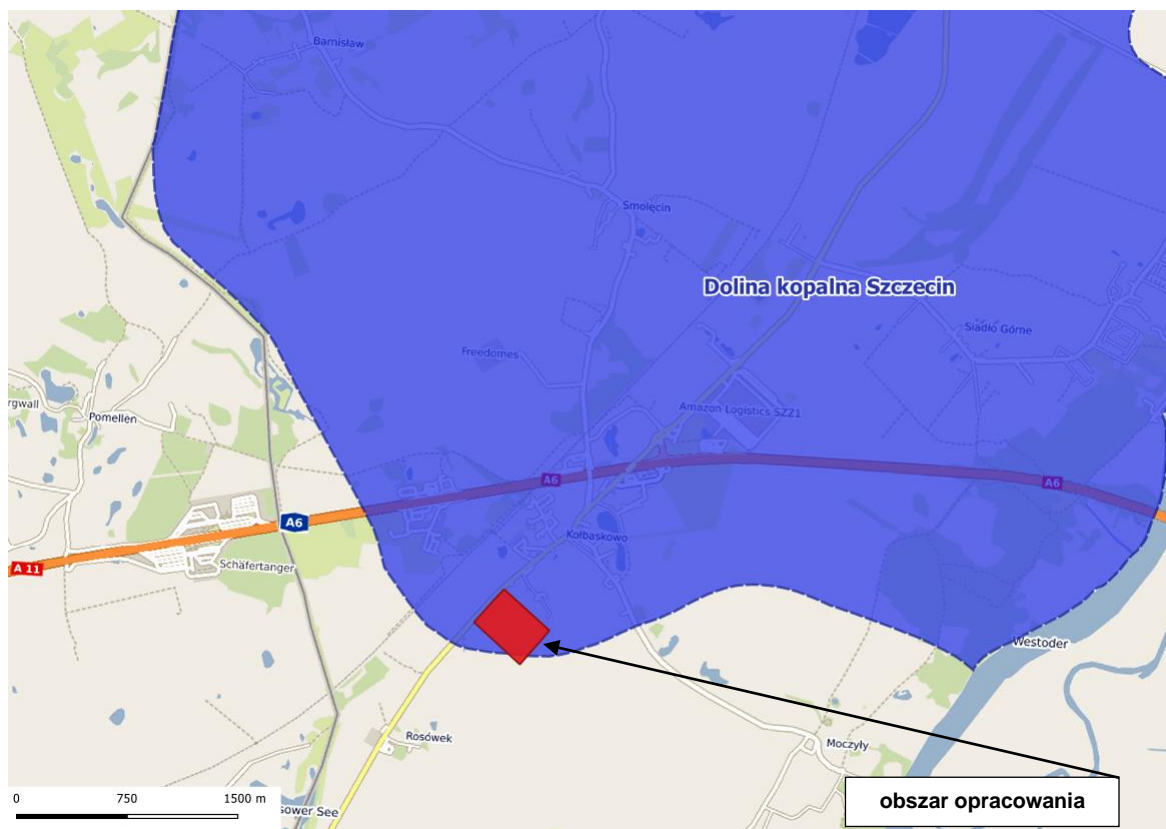 Barnisław
Smolęcin
Dolina kopalna Szczecin
Siadło Górne
Freedomes
rgwall
Pomellen
Amazon Logistics SZZ1
A6
A6
A6
Kołbaskowo
A 11
Schäfertanger
Westoder
Rosówek
Moczyły
0 750 1500 m
sower See
obszar opracowania